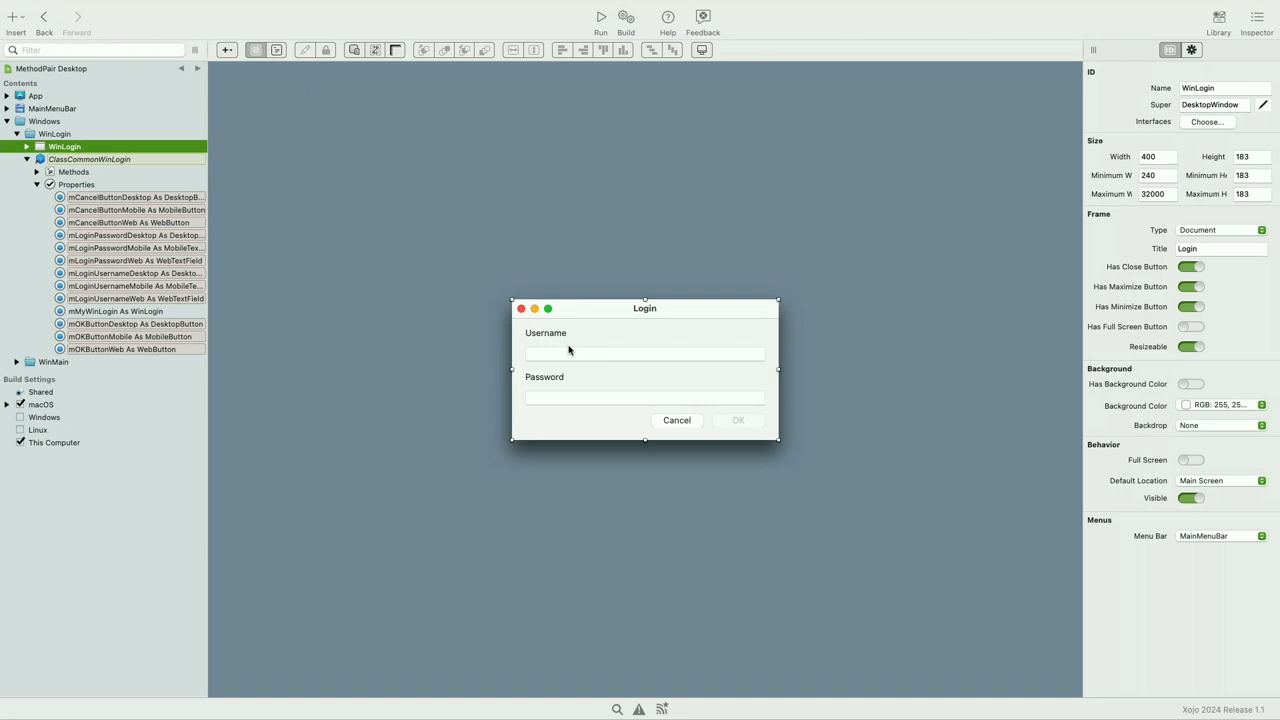 Insert
Back
Forward
Run
Build
Help
Feedback
Library
Inspector
Filter
MethodPair Desktop
Contents
App
MainMenuBar
Windows
WinLogin
WinLogin
ClassCommonWinLogin
Methods
Properties
mCancelButtonDesktop As DesktopB...
mCancelButtonMobile As MobileButton
mCancelButtonWeb As WebButton
mLoginPasswordDesktop As Desktop...
mLoginPasswordMobile As MobileTex...
mLoginPasswordWeb As WebTextField
mLoginUsernameDesktop As Deskto...
mLoginUsernameMobile As MobileTe...
mLoginUsernameWeb As WebTextField
mMyWinLogin As WinLogin
mOKButtonDesktop As DesktopButton
mOKButtonMobile As MobileButton
mOKButtonWeb As WebButton
WinMain
Build Settings
Shared
macOS
Windows
Linux
This Computer
Login
Username
Password
Cancel OK
ID
ID
Name WinLogin
Super DesktopWindow
Interfaces Choose...
Size
Width 400 Height 183
Minimum W 240 Minimum He 183
Maximum W 32000 Maximum H 183
Frame
Type Document
Title Login
Has Close Button
Has Maximize Button
Has Minimize Button
Has Full Screen Button
Resizeable
Background
Has Background Color
Background Color RGB: 255, 25...
Backdrop None
Behavior
Full Screen
Default Location Main Screen
Visible
Menus
Menu Bar MainMenuBar
Xojo 2024 Release 1.1